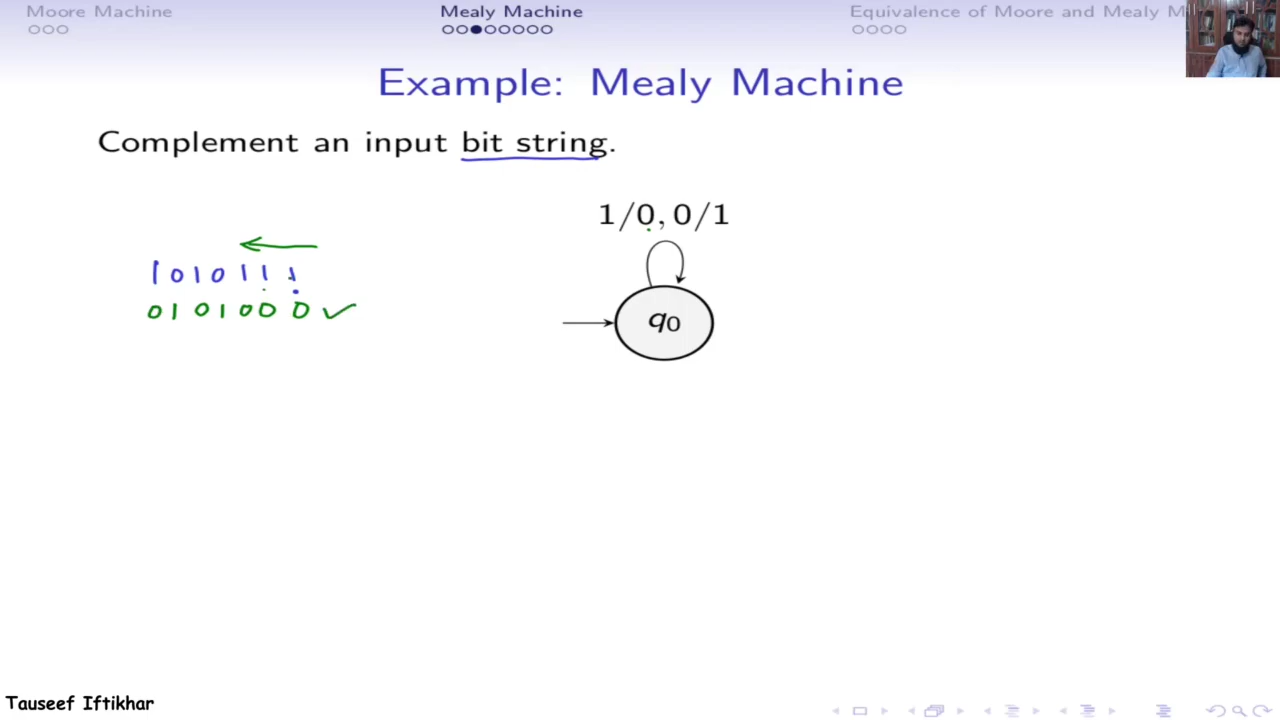 Moore Machine
Mealy Machine
Equivalence of Moore and Mealy M
Example: Mealy Machine
Complement an input bit string.
1/0, 0/1
1010111
0101000 ✓
q0
Tauseef Iftikhar